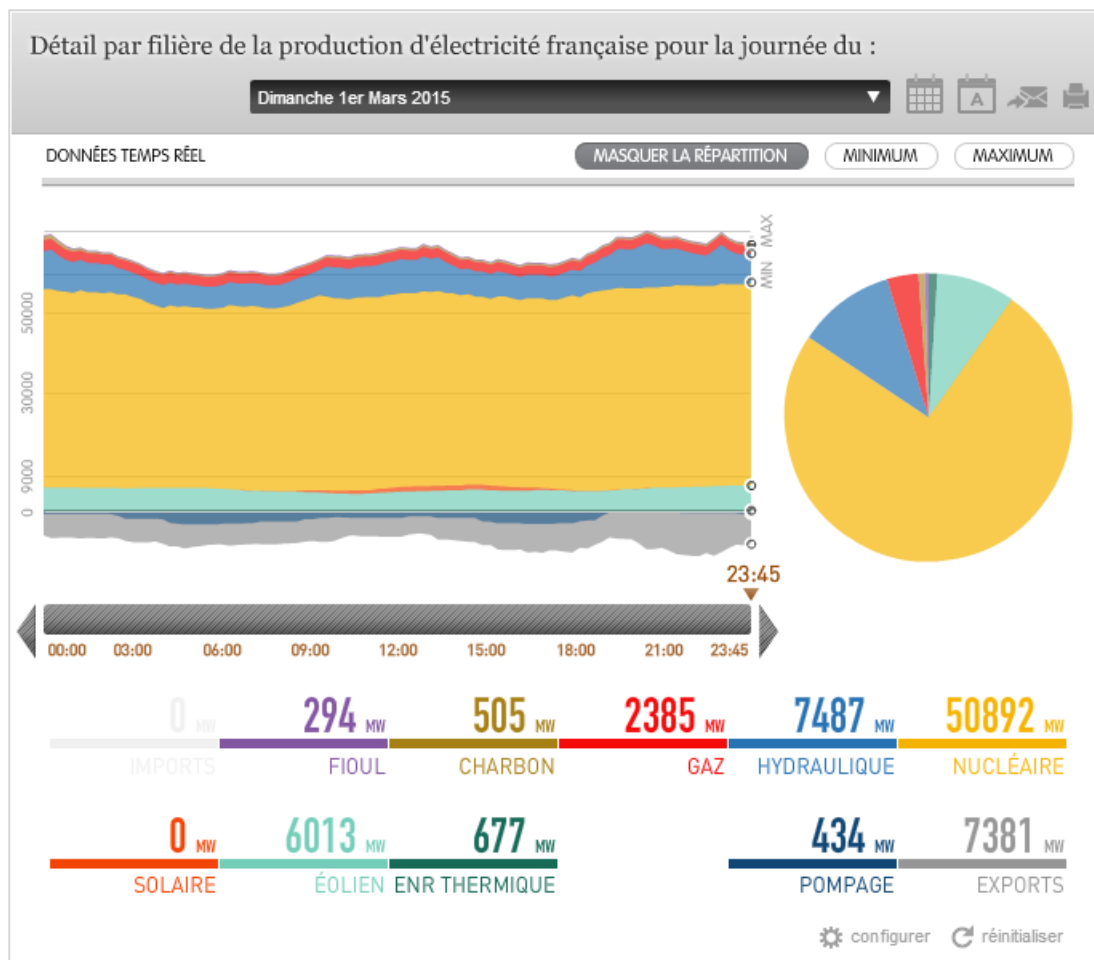 Détail par filière de la production d'électricité française pour la journée du :
Dimanche 1er Mars 2015
A
DONNÉES TEMPS RÉEL
MASQUER LA RÉPARTITION
MINIMUM
MAXIMUM
MAX
MIN
50000
30000
9000
0
23:45
00:00 03:00 06:00 09:00 12:00 15:00 18:00 21:00 23:45
0 MW 294 MW 505 MW 2385 MW 7487 MW 50892 MW
IMPORTS FIOUL CHARBON GAZ HYDRAULIQUE NUCLÉAIRE
0 MW 6013 MW 677 MW 434 MW 7381 MW
SOLAIRE ÉOLIEN ENR THERMIQUE POMPAGE EXPORTS
configurer réinitialiser